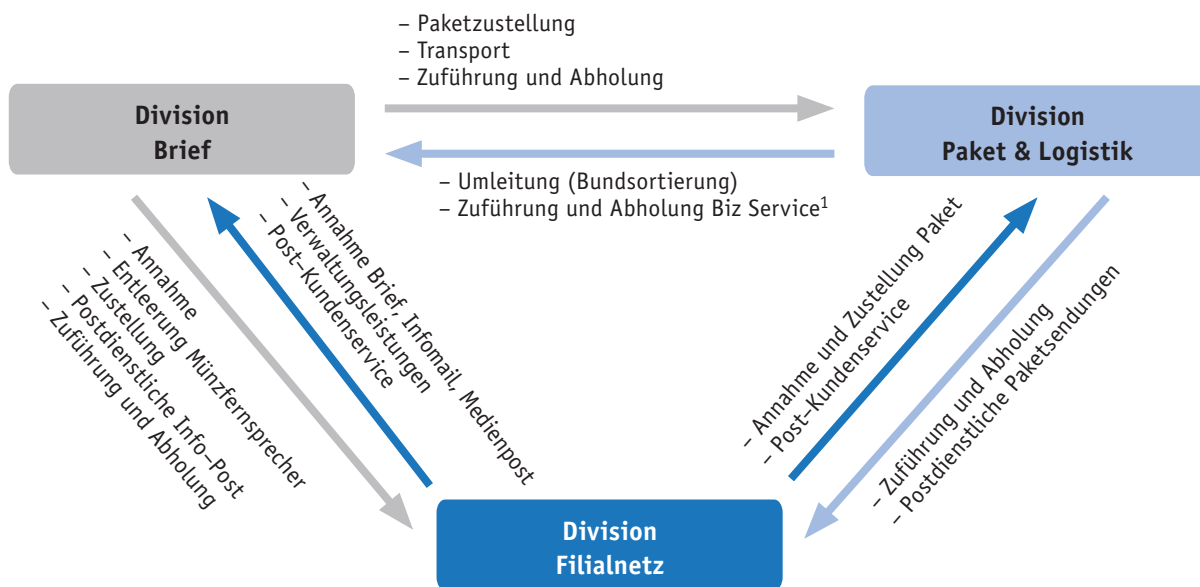 – Paketzustellung
– Transport
– Zuführung und Abholung
Division
Brief
Division
Paket & Logistik
– Umleitung (Bundsortierung)
– Zuführung und Abholung Biz Service¹
– Annahme
– Entleerung Münzfernsprecher
– Zustellung
– Postdienstliche Info-Post
– Zuführung und Abholung
– Annahme Brief, Infomail, Medienpost
– Verwaltungsleistungen
– Post-Kundenservice
– Annahme und Zustellung Paket
– Post-Kundenservice
– Zuführung und Abholung
– Postdienstliche Paketsendungen
Division
Filialnetz